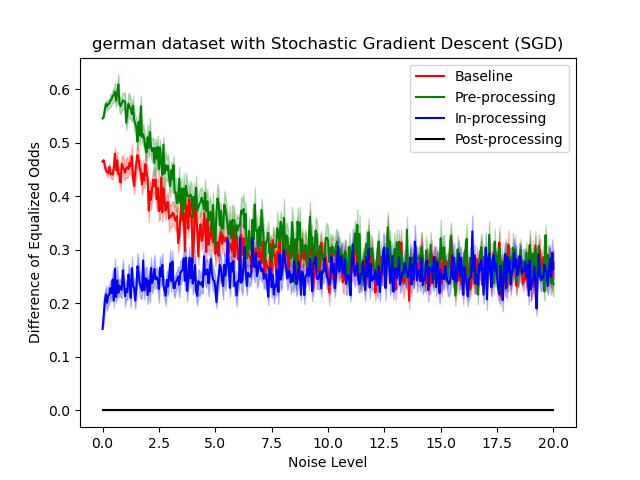 german dataset with Stochastic Gradient Descent (SGD)
Difference of Equalized Odds
0.6
0.5
0.4
0.3
0.2
0.1
0.0
Baseline
Pre-processing
In-processing
Post-processing
0.0 2.5 5.0 7.5 10.0 12.5 15.0 17.5 20.0
Noise Level